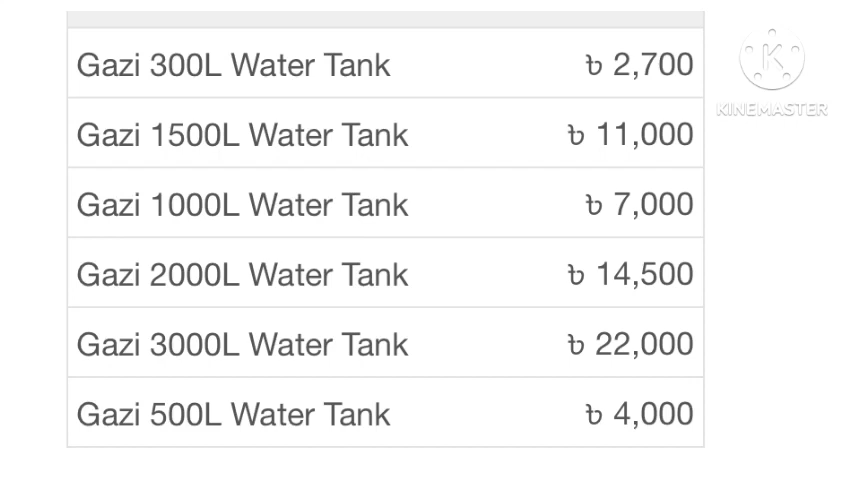 Gazi 300L Water Tank ৳ 2,700
KINEMASTER
Gazi 1500L Water Tank ৳ 11,000
Gazi 1000L Water Tank ৳ 7,000
Gazi 2000L Water Tank ৳ 14,500
Gazi 3000L Water Tank ৳ 22,000
Gazi 500L Water Tank ৳ 4,000